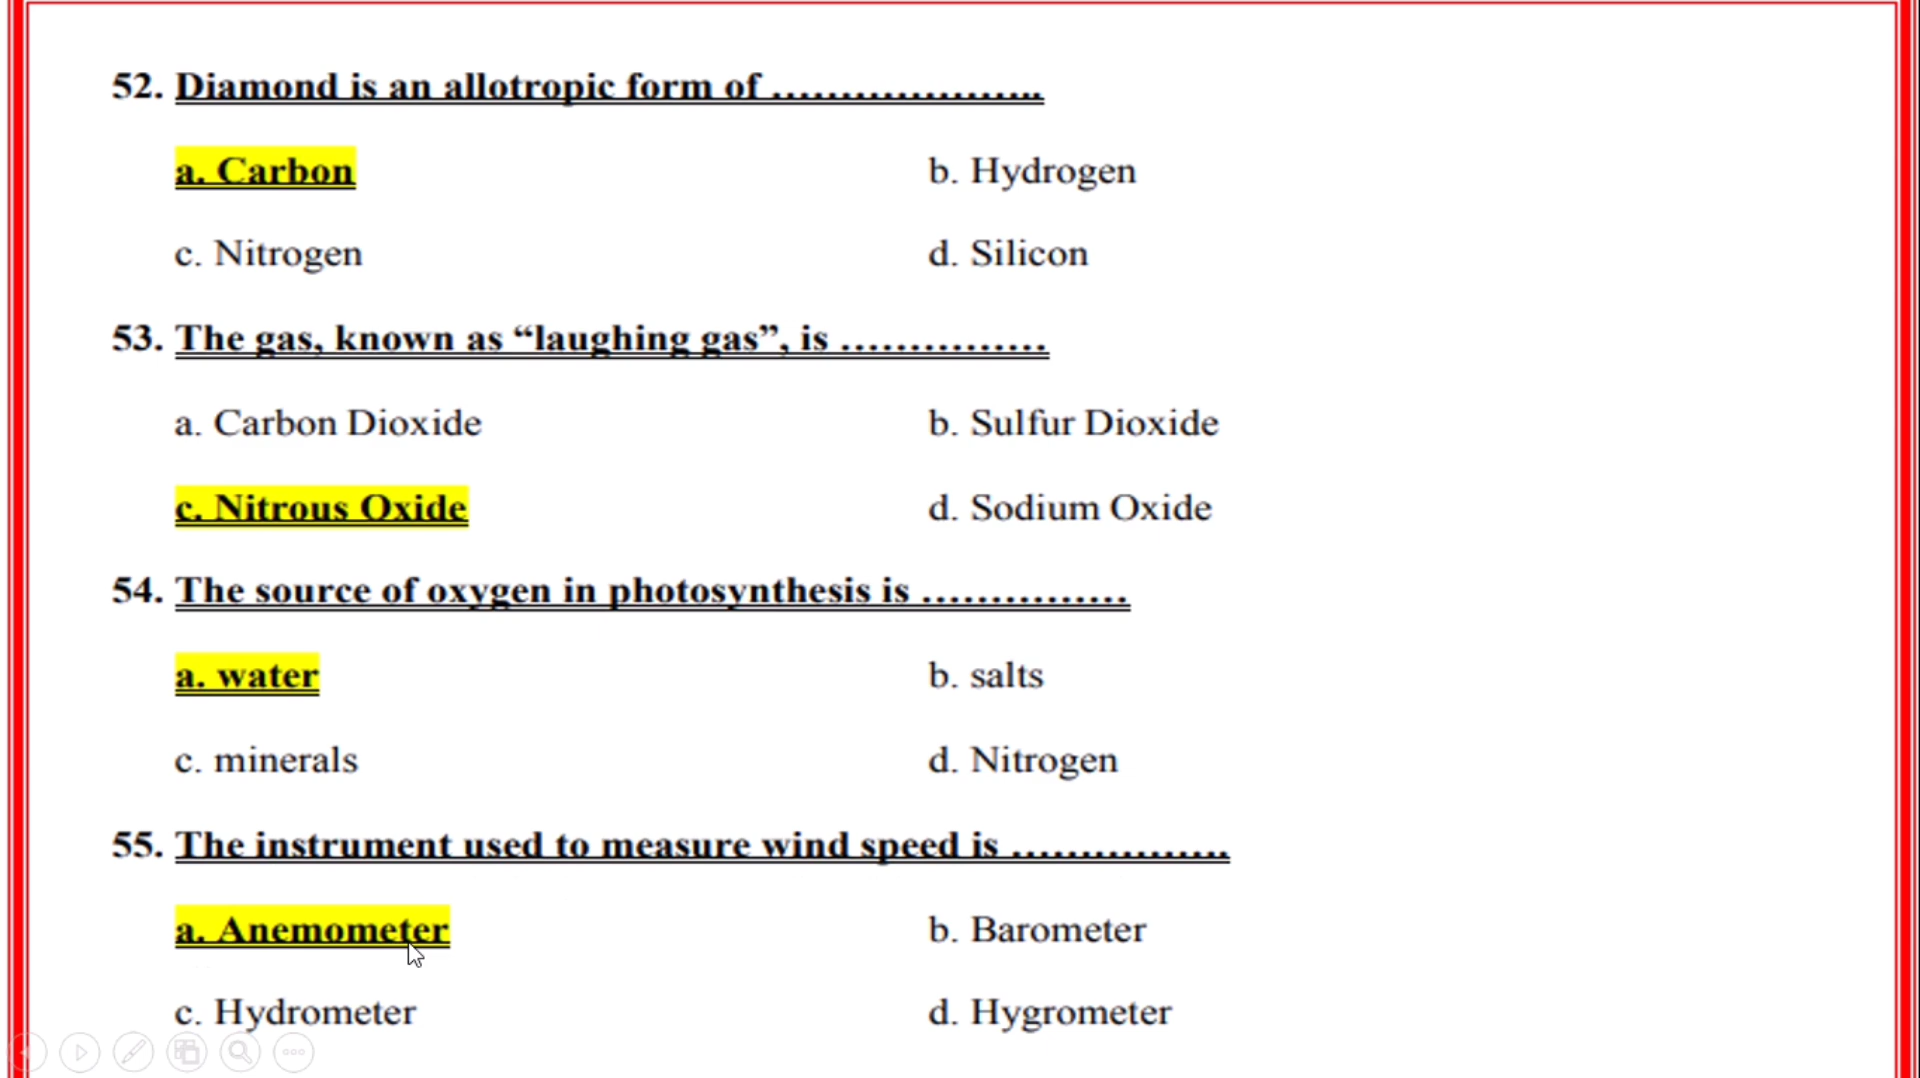 52. Diamond is an allotropic form of ………………..
a. Carbon b. Hydrogen
c. Nitrogen d. Silicon
53. The gas, known as “laughing gas”, is ……………
a. Carbon Dioxide b. Sulfur Dioxide
c. Nitrous Oxide d. Sodium Oxide
54. The source of oxygen in photosynthesis is ……………
a. water b. salts
c. minerals d. Nitrogen
55. The instrument used to measure wind speed is …………….
a. Anemometer b. Barometer
c. Hydrometer d. Hygrometer